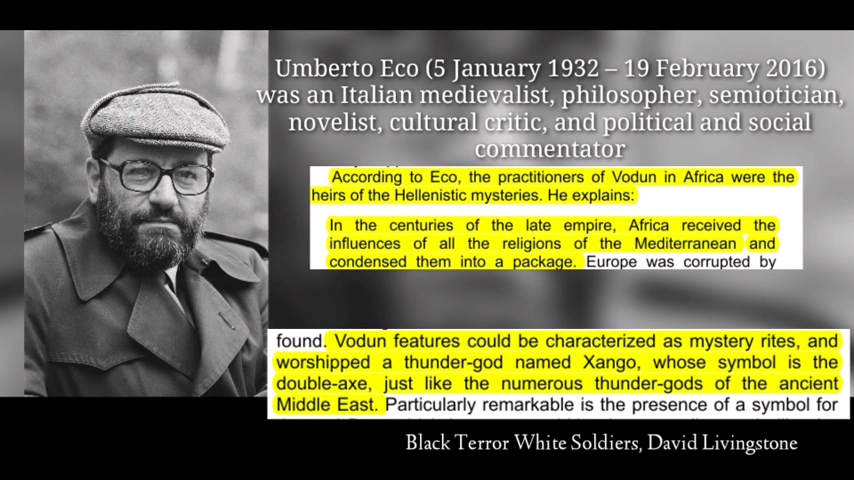 Umberto Eco (5 January 1932 – 19 February 2016)
was an Italian medievalist, philosopher, semiotician,
novelist, cultural critic, and political and social
commentator
According to Eco, the practitioners of Vodun in Africa were the
heirs of the Hellenistic mysteries. He explains:
In the centuries of the late empire, Africa received the
influences of all the religions of the Mediterranean and
condensed them into a package. Europe was corrupted by
found. Vodun features could be characterized as mystery rites, and
worshipped a thunder-god named Xango, whose symbol is the
double-axe, just like the numerous thunder-gods of the ancient
Middle East. Particularly remarkable is the presence of a symbol for
Black Terror White Soldiers, David Livingstone